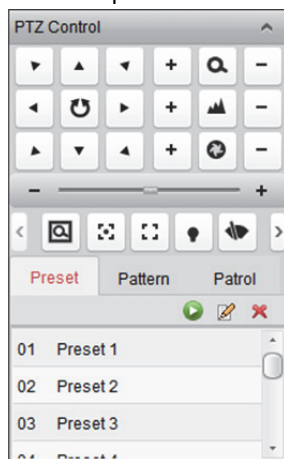 PTZ Control
Preset
Pattern
Patrol
01 Preset 1
02 Preset 2
03 Preset 3